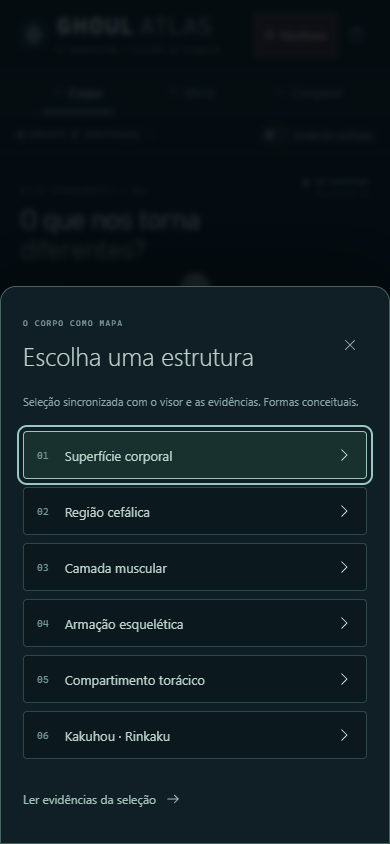 GHOUL ATLAS
O que nos torna
diferentes?
O CORPO COMO MAPA
Escolha uma estrutura
Seleção sincronizada com o visor e as evidências. Formas conceituais.
01 Superfície corporal
02 Região cefálica
03 Camada muscular
04 Armação esquelética
05 Compartimento torácico
06 Kakuhou · Rinkaku
Ler evidências da seleção →